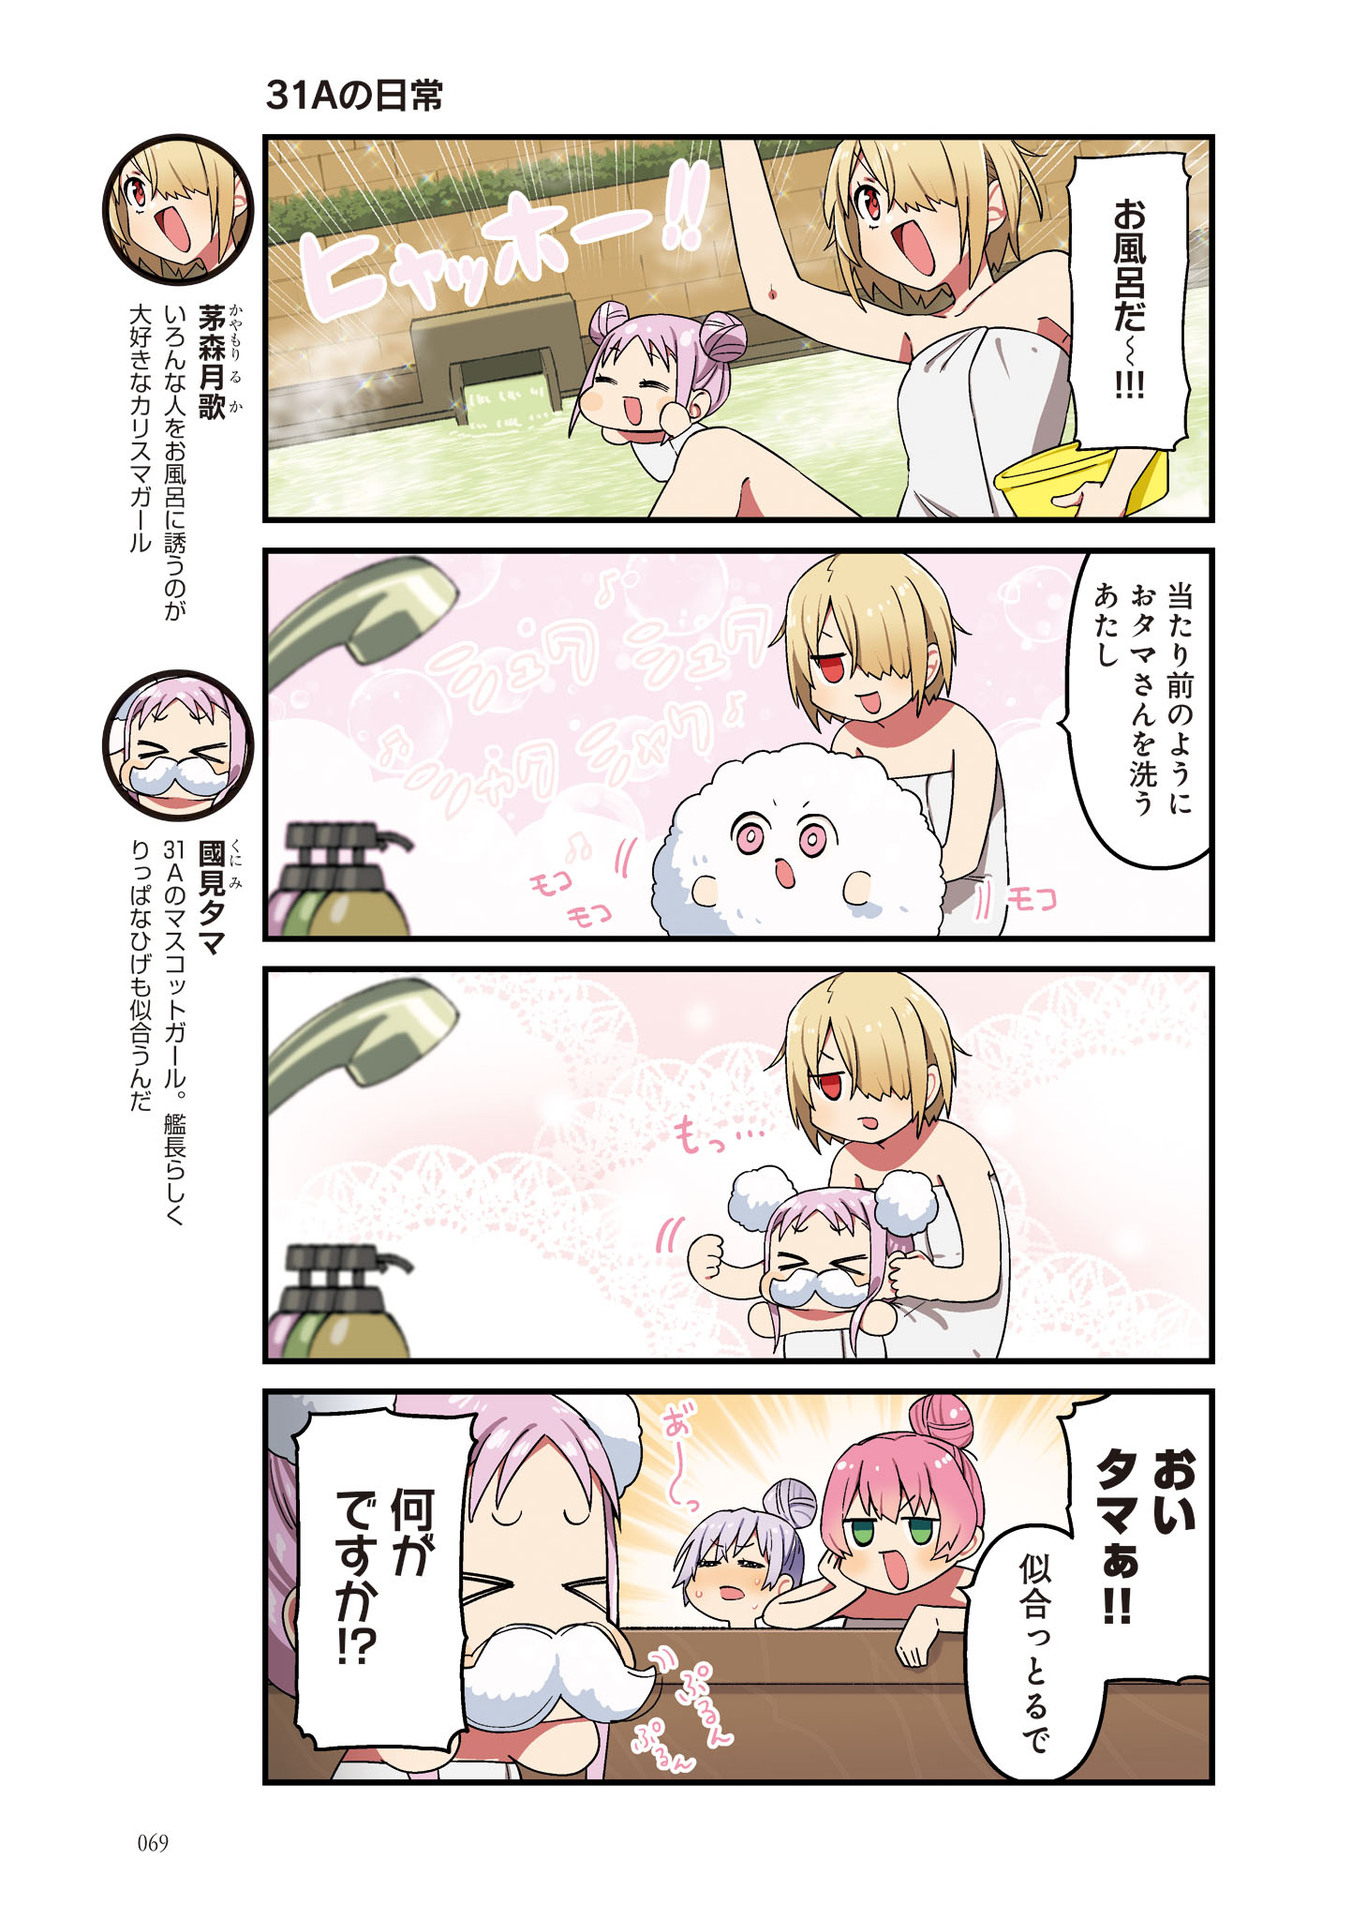 31Aの日常
お風呂だ～!!!
ヒャッホー!!
当たり前のように
おタマさんを洗う
あたし
シュワ
シュワ
シャワ
シャワ
モコ
モコ
モコ
もっ…
おい
タマぁ!!
似合っとるで
あ゛ー〜っ
何が
ですか!?
ぷるん
ぷるん
茅森月歌
かやもりるか
いろんな人をお風呂に誘うのが
大好きなカリスマガール
國見タマ
くにみ
31Aのマスコットガール。艦長らしく
りっぱなひげも似合うんだ
069